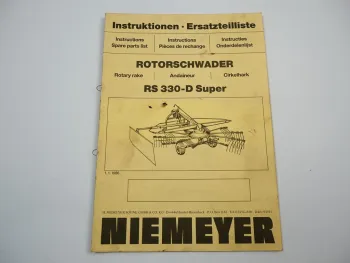 Instruktionen · Ersatzteilliste
Instructions Instructions Instructies
Spare parts list Pièces de rechange Onderdelenlijst
ROTORSCHWADER
Rotary rake Andaineur Cirkelhark
RS 330-D Super
NIEMEYER